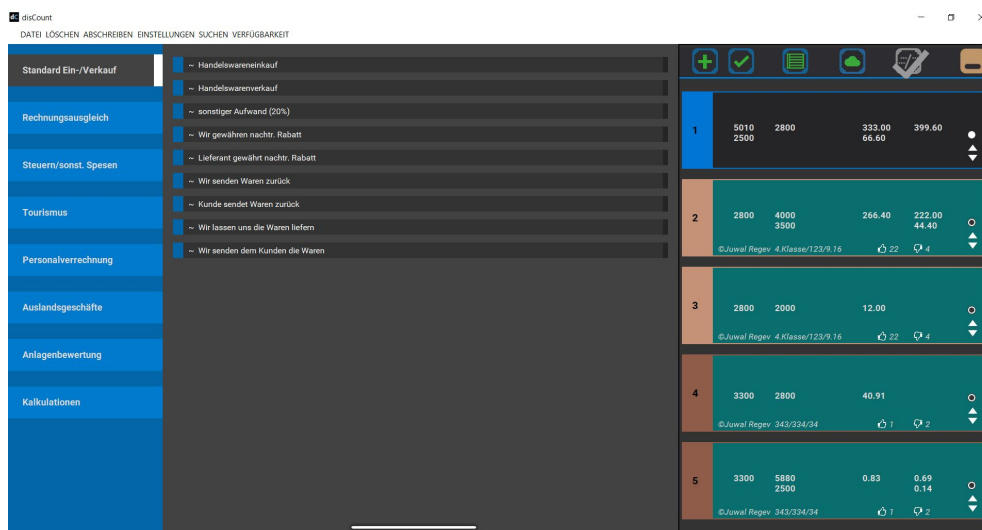 dc disCount
DATEI LÖSCHEN ABSCHREIBEN EINSTELLUNGEN SUCHEN VERFÜGBARKEIT
Standard Ein-/Verkauf
Rechnungsausgleich
Steuern/sonst. Spesen
Tourismus
Personalverrechnung
Auslandsgeschäfte
Anlagenbewertung
Kalkulationen
~ Handelswareneinkauf
~ Handelswarenverkauf
~ sonstiger Aufwand (20%)
~ Wir gewähren nachtr. Rabatt
~ Lieferant gewährt nachtr. Rabatt
~ Wir senden Waren zurück
~ Kunde sendet Waren zurück
~ Wir lassen uns die Waren liefern
~ Wir senden dem Kunden die Waren
1 5010 2800 333.00 399.60
2500 66.60
2 2800 4000 266.40 222.00
3500 44.40
©Juwal Regev 4.Klasse/123/9.16 22 4
3 2800 2000 12.00
©Juwal Regev 4.Klasse/123/9.16 22 4
4 3300 2800 40.91
©Juwal Regev 343/334/34 1 2
5 3300 5880 0.83 0.69
2500 0.14
©Juwal Regev 343/334/34 1 2